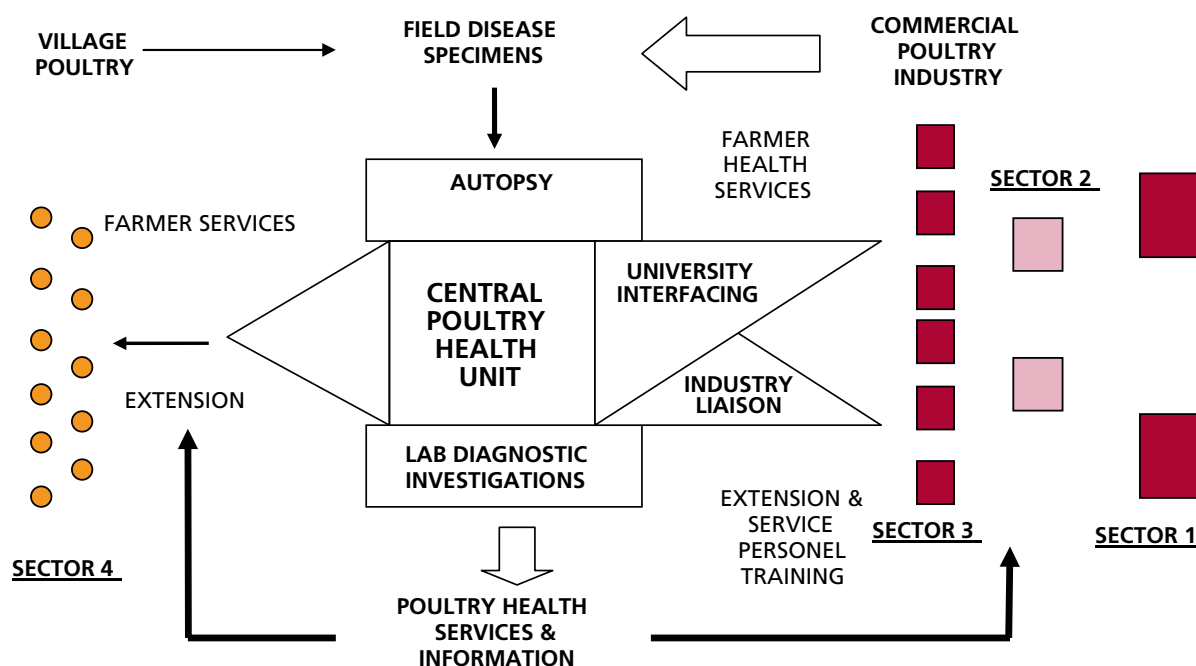 VILLAGE
POULTRY
FIELD DISEASE
SPECIMENS
COMMERCIAL
POULTRY
INDUSTRY
FARMER
HEALTH
SERVICES
AUTOPSY
SECTOR 2
FARMER SERVICES
UNIVERSITY
INTERFACING
CENTRAL
POULTRY
HEALTH
UNIT
INDUSTRY
LIAISON
EXTENSION
LAB DIAGNOSTIC
INVESTIGATIONS
EXTENSION &
SERVICE
PERSONEL
TRAINING
SECTOR 3
SECTOR 1
SECTOR 4
POULTRY HEALTH
SERVICES &
INFORMATION